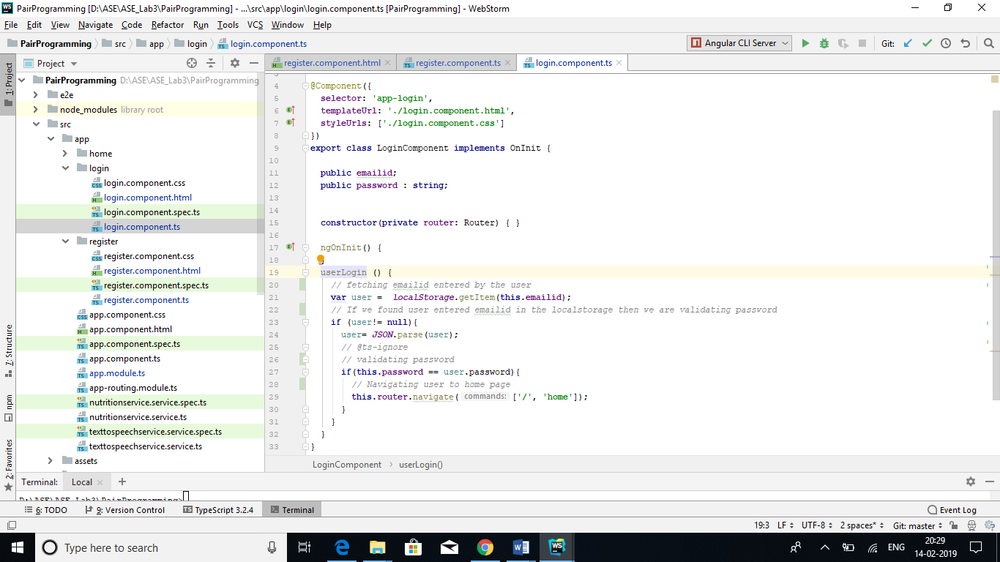 PairProgramming [D:\ASE\ASE_Lab3\PairProgramming] - ...\src\app\login\login.component.ts [PairProgramming] - WebStorm
File Edit View Navigate Code Refactor Run Tools VCS Window Help
PairProgramming src app login login.component.ts
Angular CLI Server
Git:
1: Project
7: Structure
npm
2: Favorites
Project
PairProgramming D:\ASE\ASE_Lab3\PairProgramming
e2e
node_modules library root
src
app
home
login
login.component.css
login.component.html
login.component.spec.ts
login.component.ts
register
register.component.css
register.component.html
register.component.spec.ts
register.component.ts
app.component.css
app.component.html
app.component.spec.ts
app.component.ts
app.module.ts
app-routing.module.ts
nutritionservice.service.spec.ts
nutritionservice.service.ts
texttospeechservice.service.spec.ts
texttospeechservice.service.ts
assets
register.component.html register.component.ts login.component.ts
3
4 @Component({
5 selector: 'app-login',
6 templateUrl: './login.component.html',
7 styleUrls: ['./login.component.css']
8 })
9 export class LoginComponent implements OnInit {
10
11 public emailid;
12 public password : string;
13
14
15 constructor(private router: Router) { }
16
17 ngOnInit() {
18 }
19 userLogin () {
20 // fetching emailid entered by the user
21 var user = localStorage.getItem(this.emailid);
22 // If we found user entered emailid in the localstorage then we are validating password
23 if (user!= null){
24 user= JSON.parse(user);
25 // @ts-ignore
26 // validating password
27 if(this.password == user.password){
28 // Navigating user to home page
29 this.router.navigate( commands: ['/', 'home']);
30 }
31 }
32 }
33 }
LoginComponent › userLogin()
Terminal: Local +
D:\ASE\ASE_Lab3\PairProgramming>
6: TODO 9: Version Control TypeScript 3.2.4 Terminal Event Log
19:3 LF UTF-8 2 spaces* Git: master
Type here to search
ENG
20:29
14-02-2019